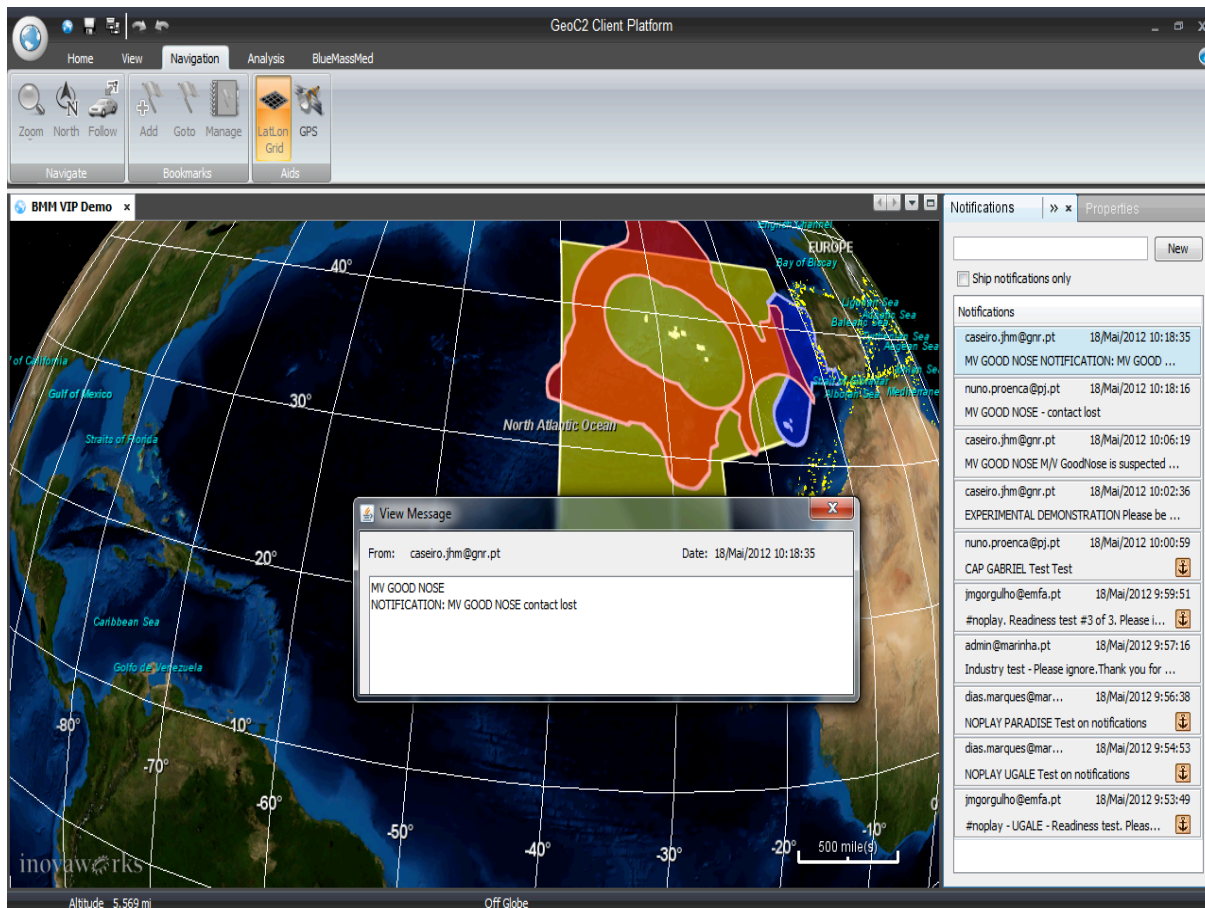 GeoC2 Client Platform
Home View Navigation Analysis BlueMassMed
Zoom North Follow Add Goto Manage LatLon Grid GPS
Navigate Bookmarks Aids
BMM VIP Demo
English Channel
EUROPE
Bay of Biscay
40°
Balearic Sea
Aegean Sea
Gulf of Mexico
30°
Alboran Sea
North Atlantic Ocean
Straits of Florida
20°
Caribbean Sea
Golfo de Venezuela
-80°
10°
-70°
-60°
-50°
-40°
-30°
-20°
-10°
0
500 mile(s)
inovaworks
Altitude 5.569 mi Off Globe
View Message
From: caseiro.jhm@gnr.pt Date: 18/Mai/2012 10:18:35
MV GOOD NOSE
NOTIFICATION: MV GOOD NOSE contact lost
Notifications Properties
New
Ship notifications only
Notifications
caseiro.jhm@gnr.pt 18/Mai/2012 10:18:35
MV GOOD NOSE NOTIFICATION: MV GOOD ...
nuno.proenca@pj.pt 18/Mai/2012 10:18:16
MV GOOD NOSE - contact lost
caseiro.jhm@gnr.pt 18/Mai/2012 10:06:19
MV GOOD NOSE M/V GoodNose is suspected ...
caseiro.jhm@gnr.pt 18/Mai/2012 10:02:36
EXPERIMENTAL DEMONSTRATION Please be ...
nuno.proenca@pj.pt 18/Mai/2012 10:00:59
CAP GABRIEL Test Test
jmgorgulho@emfa.pt 18/Mai/2012 9:59:51
#noplay. Readiness test #3 of 3. Please i...
admin@marinha.pt 18/Mai/2012 9:57:16
Industry test - Please ignore.Thank you for ...
dias.marques@mar... 18/Mai/2012 9:56:38
NOPLAY PARADISE Test on notifications
dias.marques@mar... 18/Mai/2012 9:54:53
NOPLAY UGALE Test on notifications
jmgorgulho@emfa.pt 18/Mai/2012 9:53:49
#noplay - UGALE - Readiness test. Pleas...